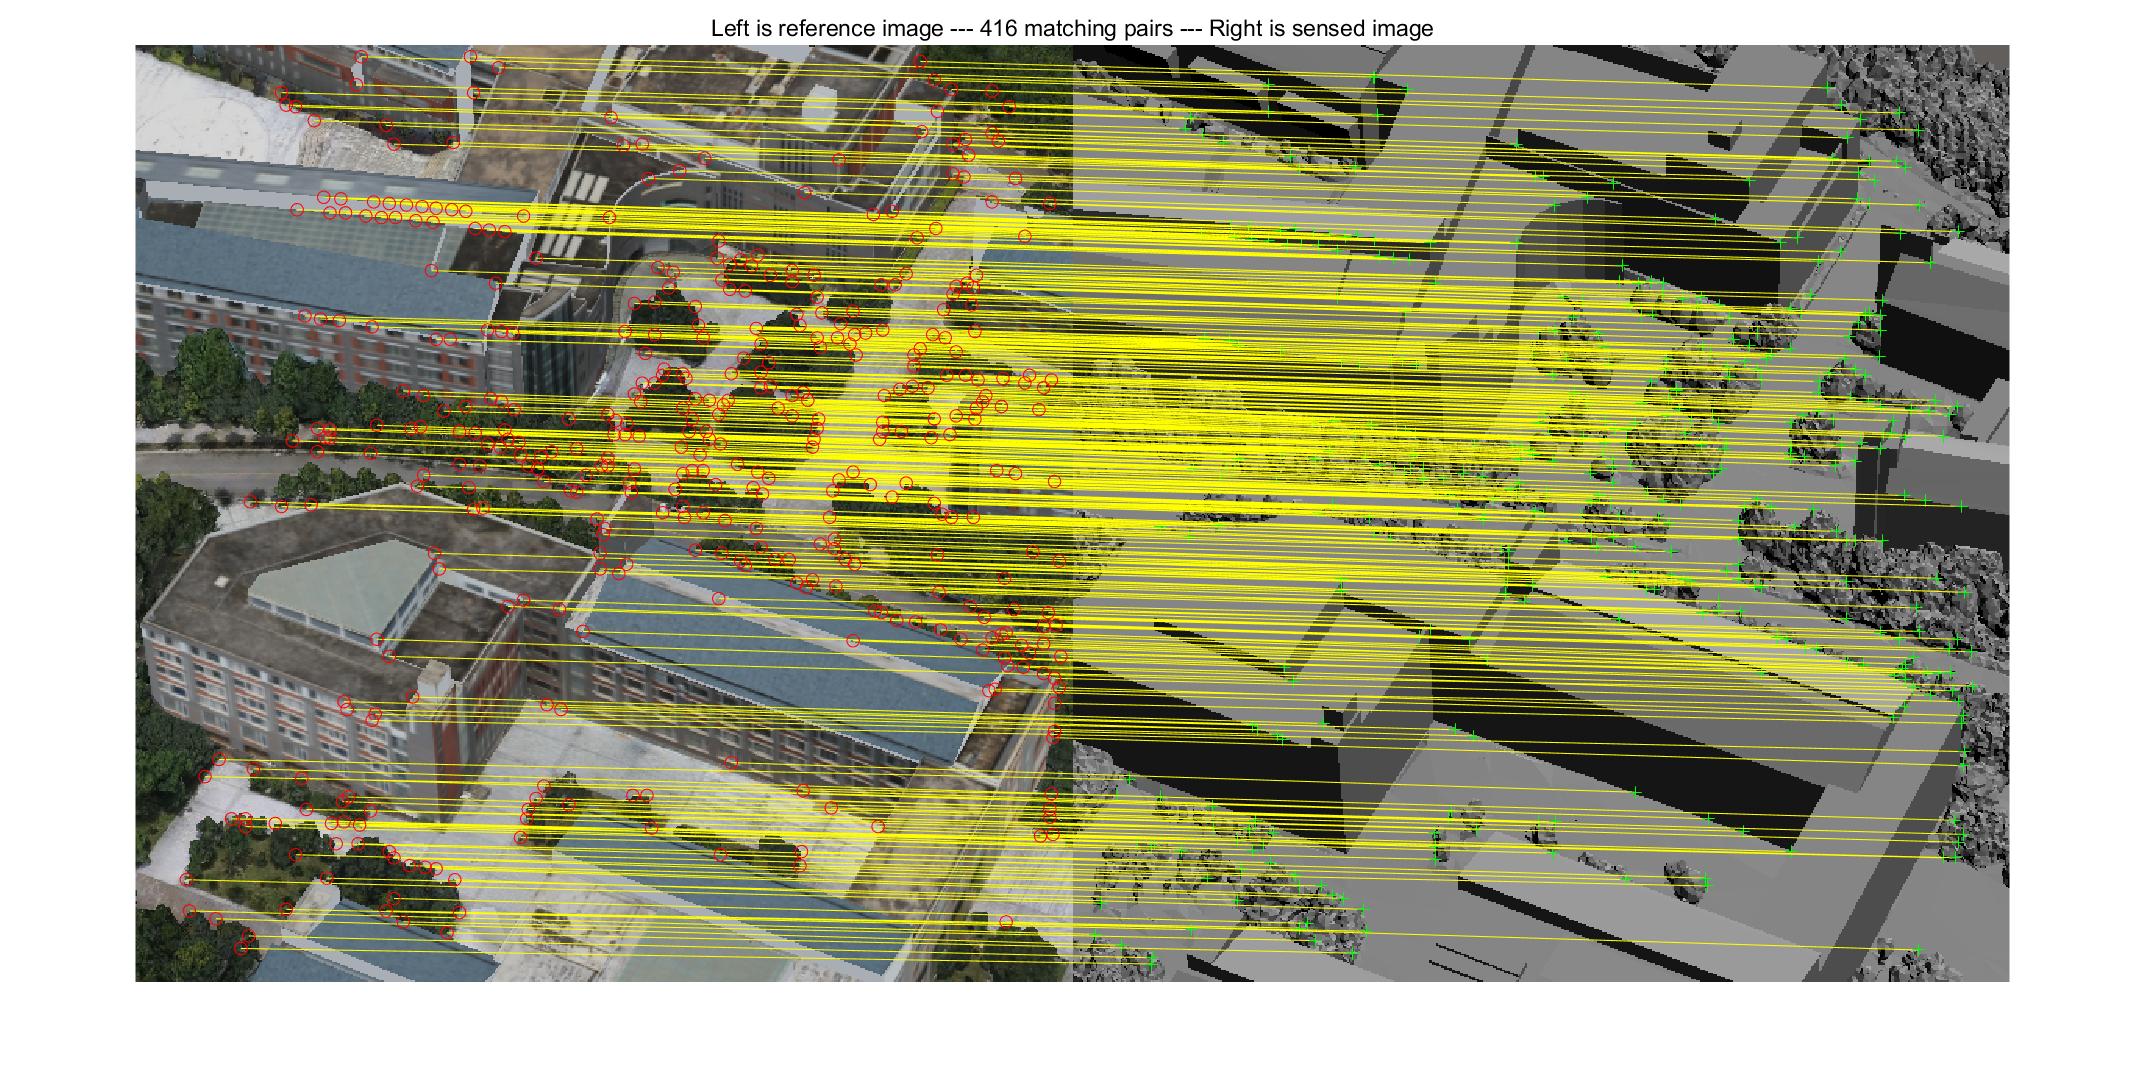 Left is reference image --- 416 matching pairs --- Right is sensed image